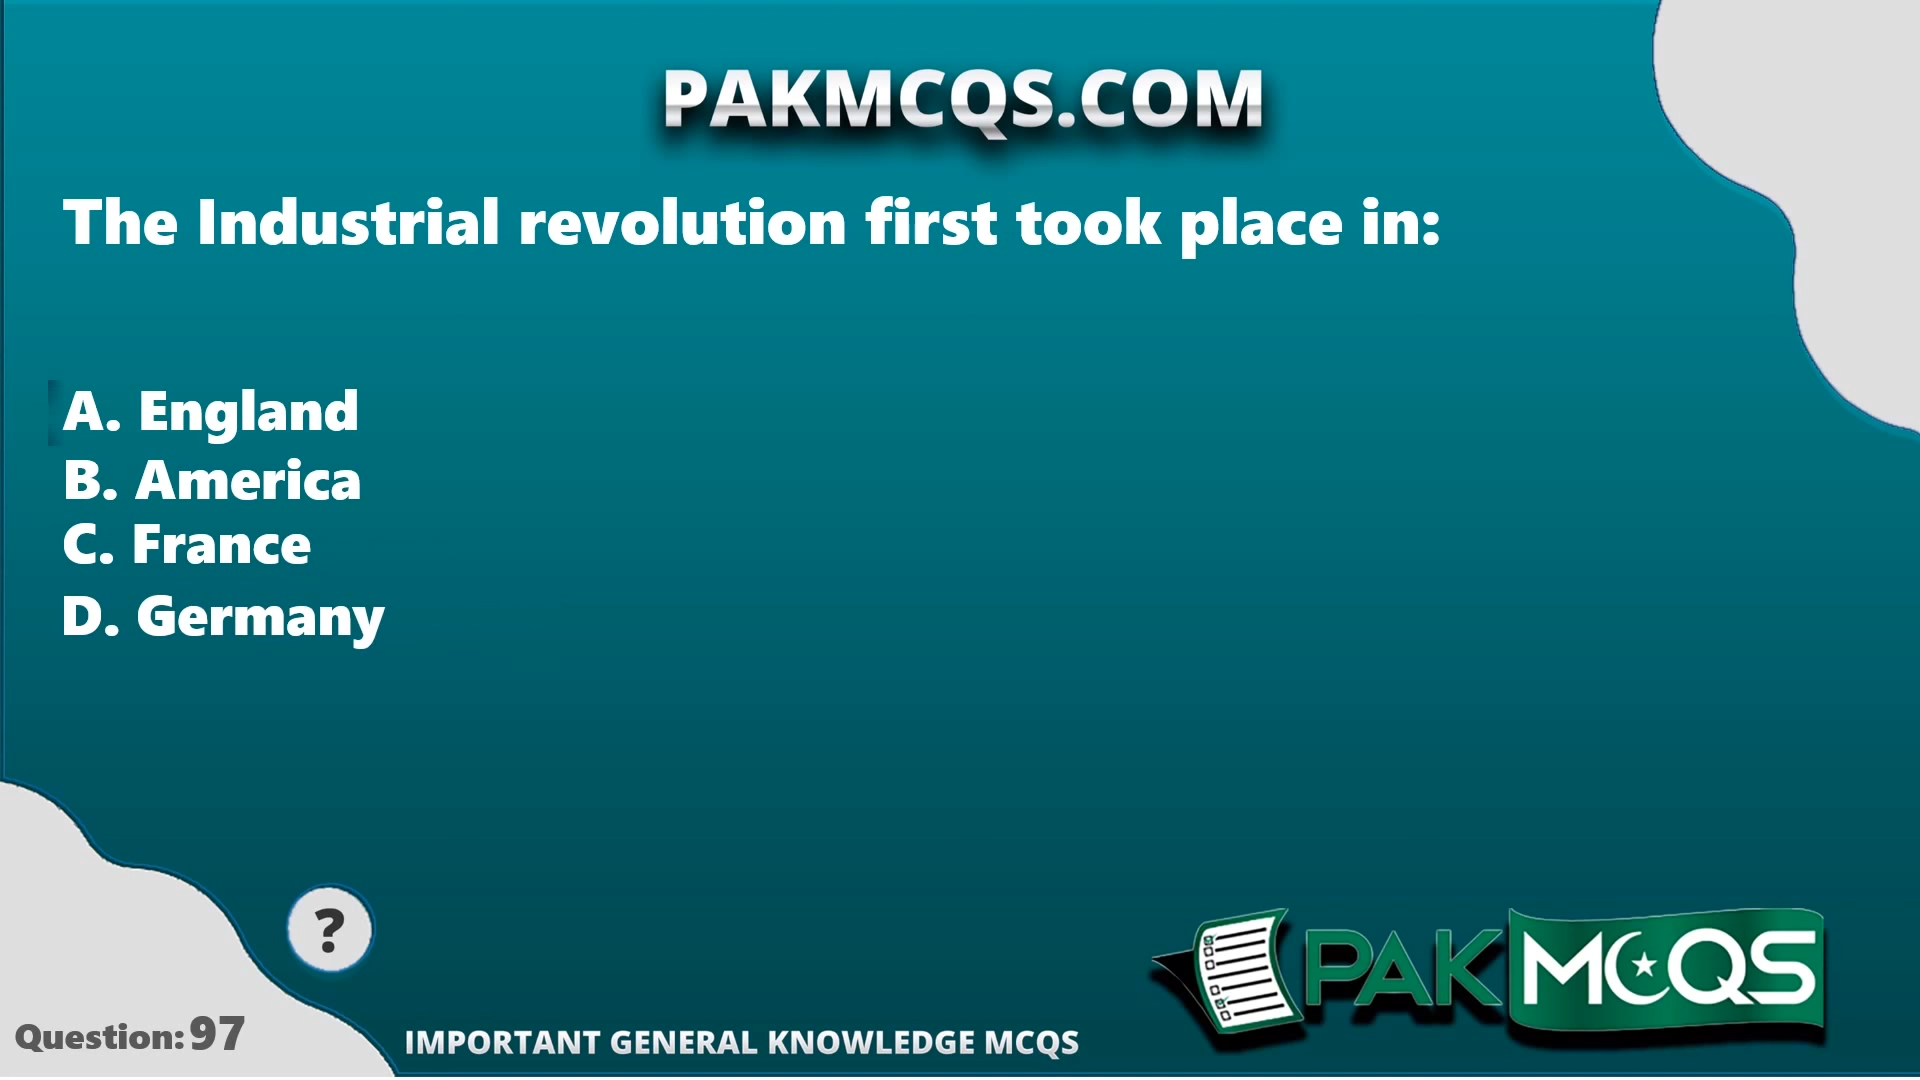 PAKMCQS.COM
The Industrial revolution first took place in:
A. England
B. America
C. France
D. Germany
?
Question: 97
IMPORTANT GENERAL KNOWLEDGE MCQS
PAKMCQS